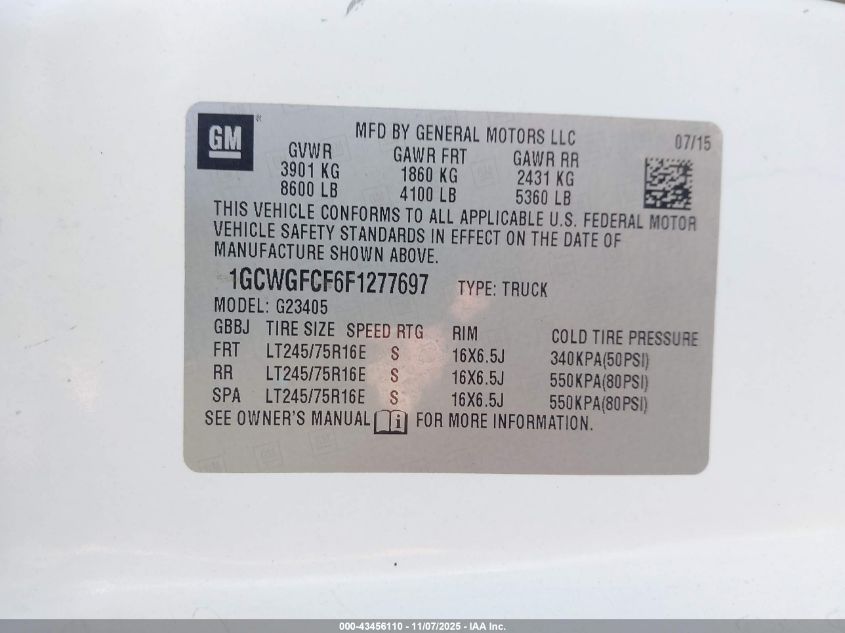 GM
MFD BY GENERAL MOTORS LLC
07/15
GVWR GAWR FRT GAWR RR
3901 KG 1860 KG 2431 KG
8600 LB 4100 LB 5360 LB
THIS VEHICLE CONFORMS TO ALL APPLICABLE U.S. FEDERAL MOTOR
VEHICLE SAFETY STANDARDS IN EFFECT ON THE DATE OF
MANUFACTURE SHOWN ABOVE.
1GCWGFCF6F1277697 TYPE: TRUCK
MODEL: G23405
GBBJ TIRE SIZE SPEED RTG RIM COLD TIRE PRESSURE
FRT LT245/75R16E S 16X6.5J 340KPA(50PSI)
RR LT245/75R16E S 16X6.5J 550KPA(80PSI)
SPA LT245/75R16E S 16X6.5J 550KPA(80PSI)
SEE OWNER'S MANUAL i FOR MORE INFORMATION.
000-43456110 - 11/07/2025 - IAA Inc.